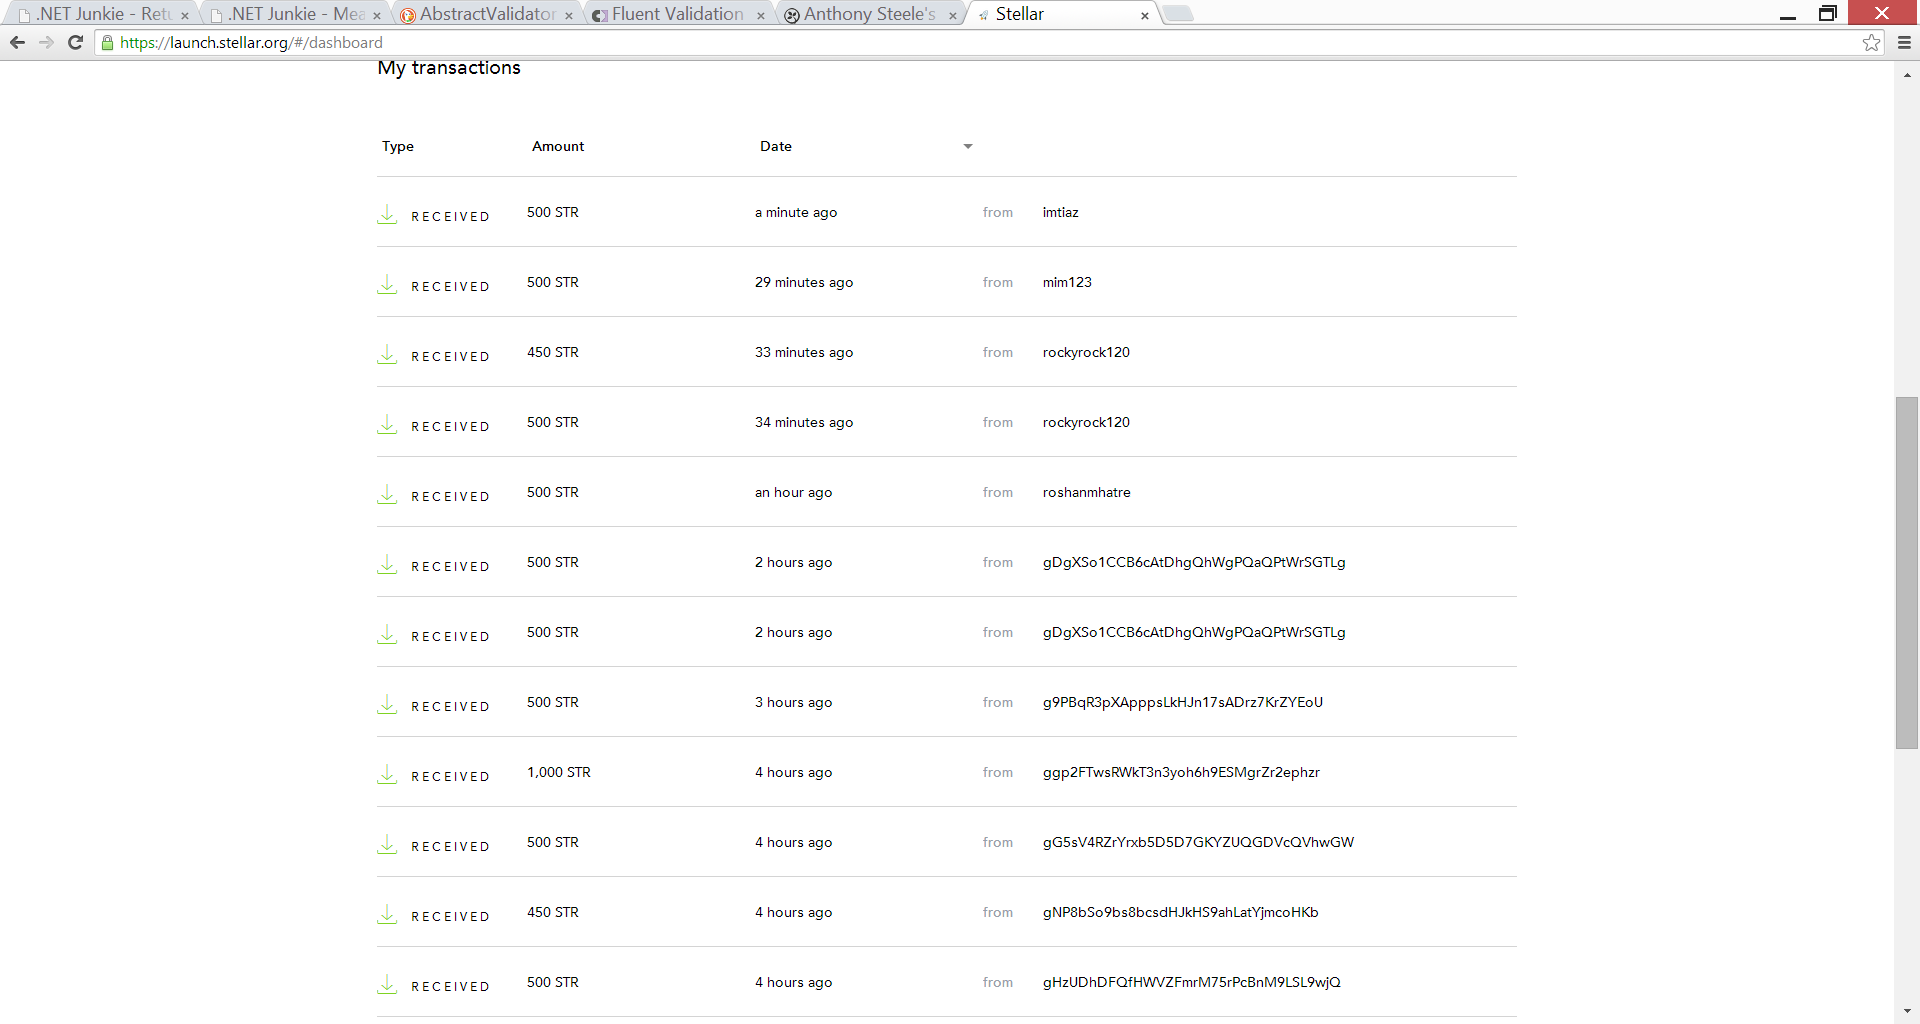 .NET Junkie - Retu
.NET Junkie - Mea
AbstractValidator
Fluent Validation
Anthony Steele's
Stellar
https://launch.stellar.org/#/dashboard
My transactions
Type Amount Date
RECEIVED 500 STR a minute ago from imtiaz
RECEIVED 500 STR 29 minutes ago from mim123
RECEIVED 450 STR 33 minutes ago from rockyrock120
RECEIVED 500 STR 34 minutes ago from rockyrock120
RECEIVED 500 STR an hour ago from roshanmhatre
RECEIVED 500 STR 2 hours ago from gDgXSo1CCB6cAtDhgQhWgPQaQPtWrSGTLg
RECEIVED 500 STR 2 hours ago from gDgXSo1CCB6cAtDhgQhWgPQaQPtWrSGTLg
RECEIVED 500 STR 3 hours ago from g9PBqR3pXApppsLkHJn17sADrz7KrZYEoU
RECEIVED 1,000 STR 4 hours ago from ggp2FTwsRWkT3n3yoh6h9ESMgrZr2ephzr
RECEIVED 500 STR 4 hours ago from gG5sV4RZrYrxb5D5D7GKYZUQGDVcQVhwGW
RECEIVED 450 STR 4 hours ago from gNP8bSo9bs8bcsdHJkHS9ahLatYjmcoHKb
RECEIVED 500 STR 4 hours ago from gHzUDhDFQfHWVZFmrM75rPcBnM9LSL9wjQ